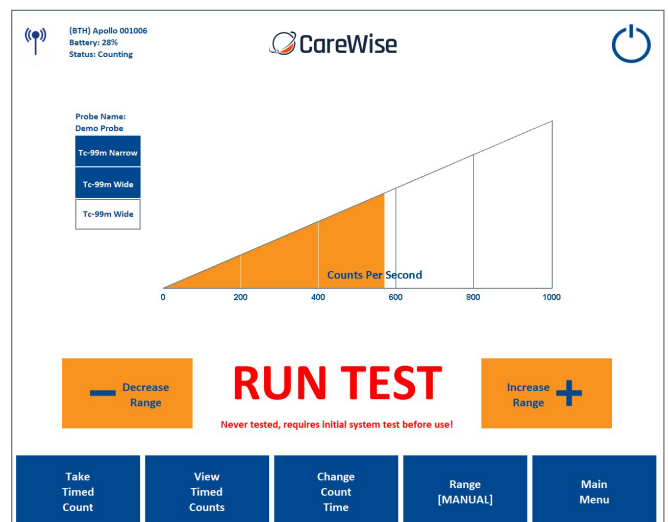 (BTH) Apollo 001006
Battery: 28%
Status: Counting
CareWise
Probe Name:
Demo Probe
Tc-99m Narrow
Tc-99m Wide
Tc-99m Wide
Counts Per Second
0 200 400 600 800 1000
Decrease
Range
RUN TEST
Never tested, requires initial system test before use!
Increase
Range
Take
Timed
Count
View
Timed
Counts
Change
Count
Time
Range
[MANUAL]
Main
Menu